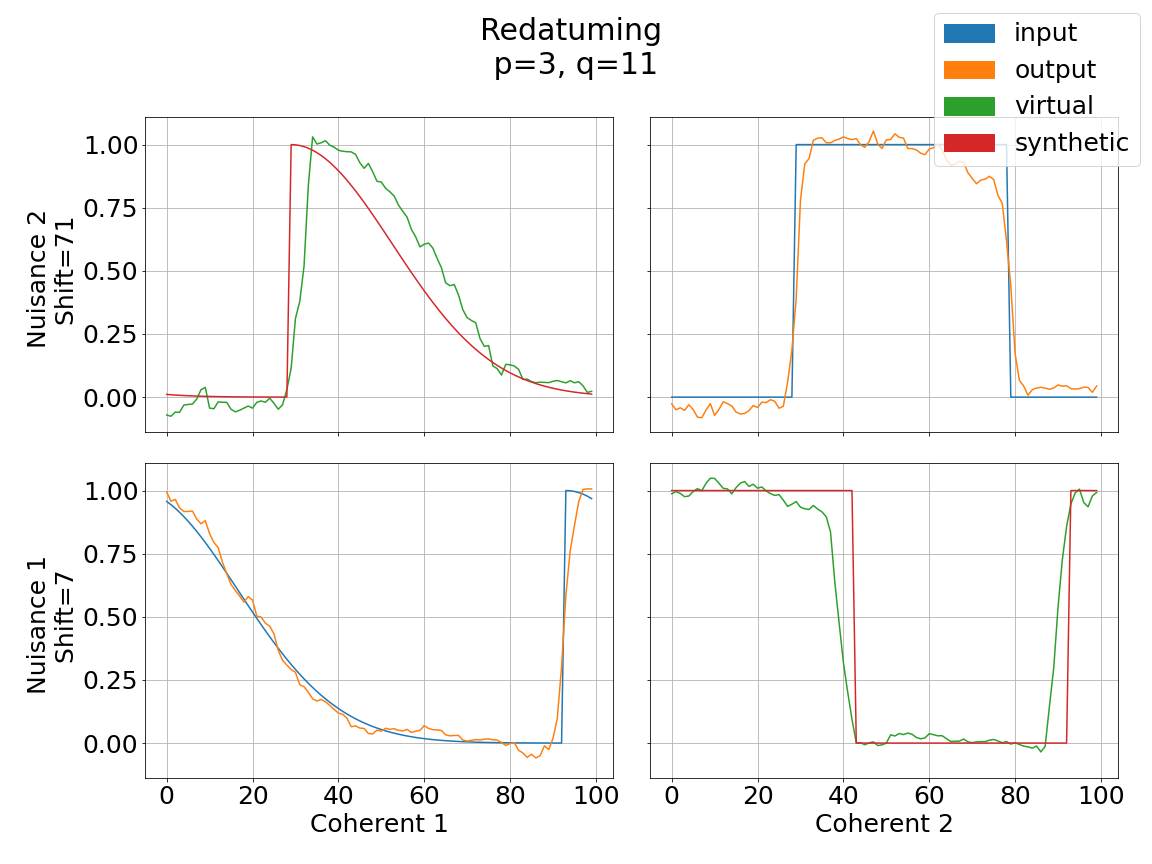 Redatuming
p=3, q=11
input
output
virtual
synthetic
Nuisance 2
Shift=71
1.00
0.75
0.50
0.25
0.00
Nuisance 1
Shift=7
1.00
0.75
0.50
0.25
0.00
0 20 40 60 80 100
Coherent 1
0 20 40 60 80 100
Coherent 2